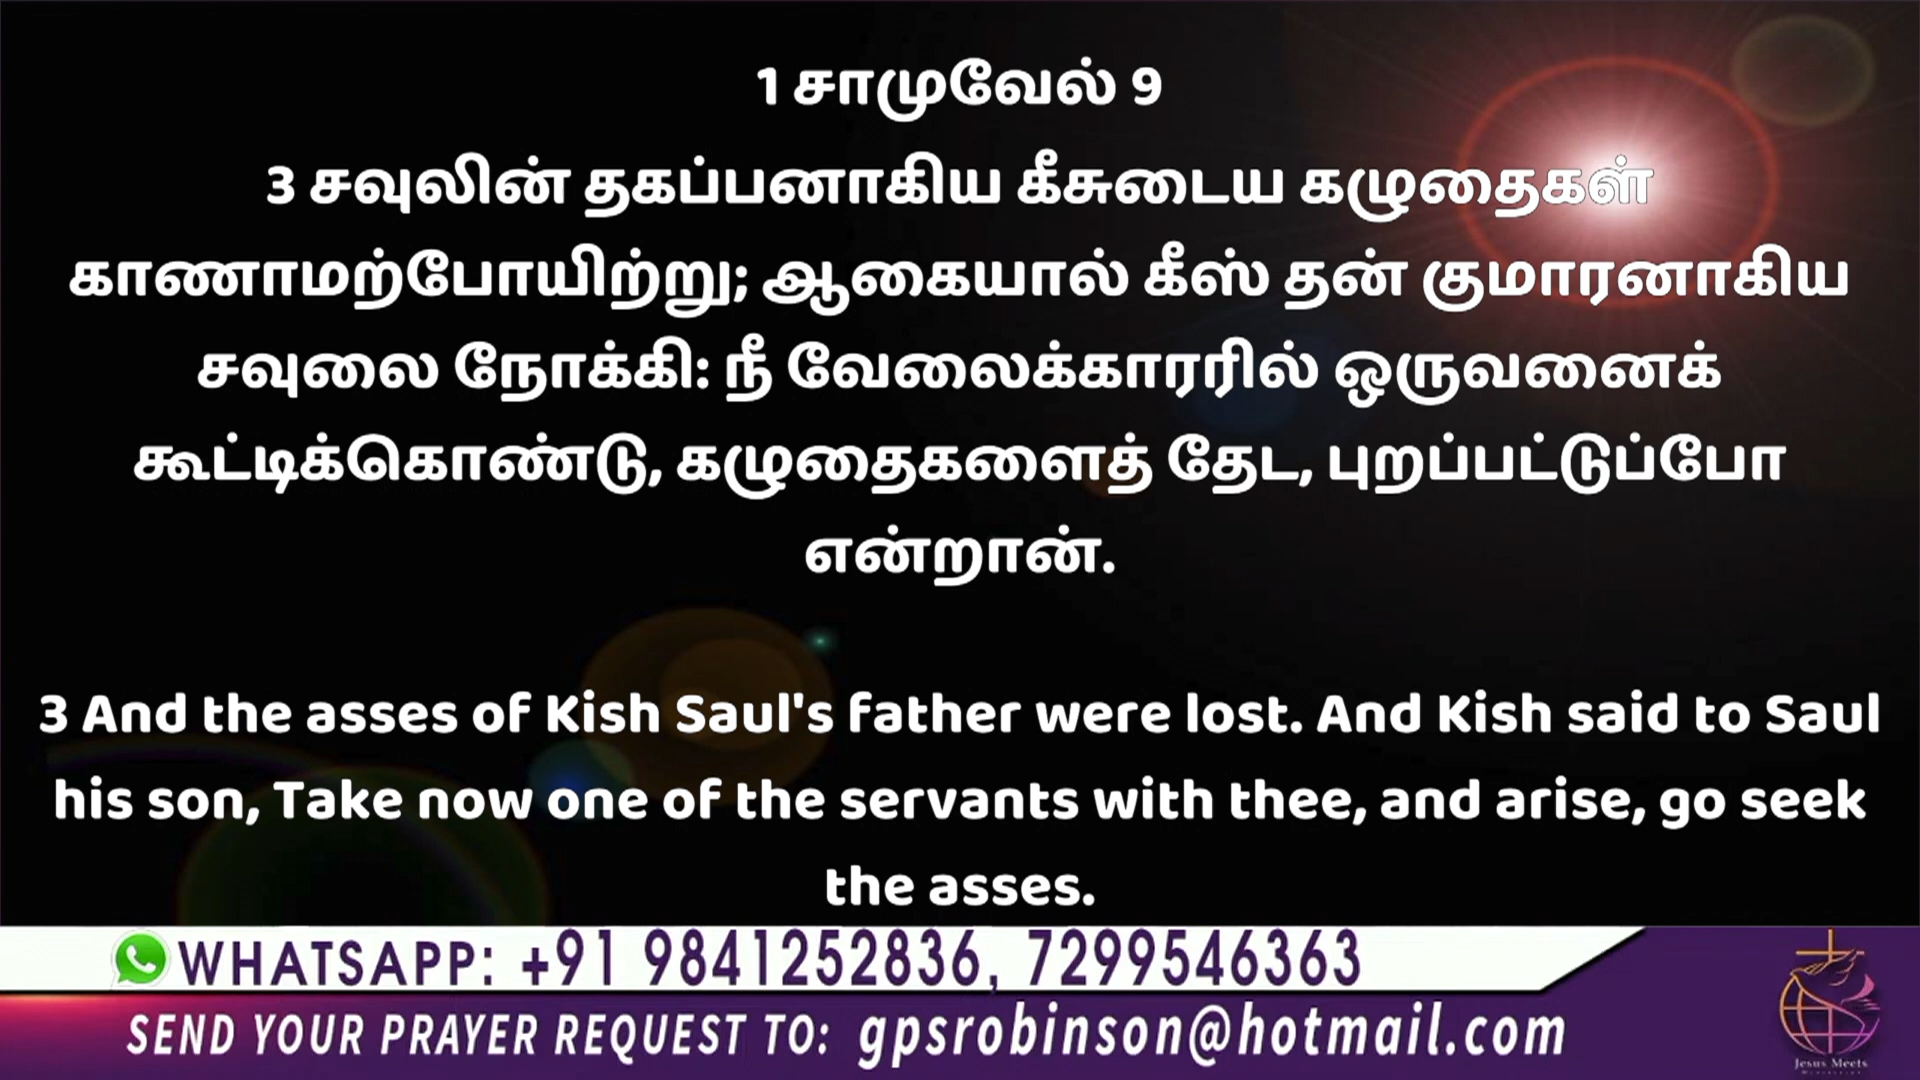 1 சாமுவேல் 9
3 சவுலின் தகப்பனாகிய கீசுடைய கழுதைகள்
காணாமற்போயிற்று; ஆகையால் கீஸ் தன் குமாரனாகிய
சவுலை நோக்கி: நீ வேலைக்காரரில் ஒருவனைக்
கூட்டிக்கொண்டு, கழுதைகளைத் தேட, புறப்பட்டுப்போ
என்றான்.
3 And the asses of Kish Saul's father were lost. And Kish said to Saul
his son, Take now one of the servants with thee, and arise, go seek
the asses.
WHATSAPP: +91 9841252836, 7299546363
SEND YOUR PRAYER REQUEST TO: gpsrobinson@hotmail.com
Jesus Meets